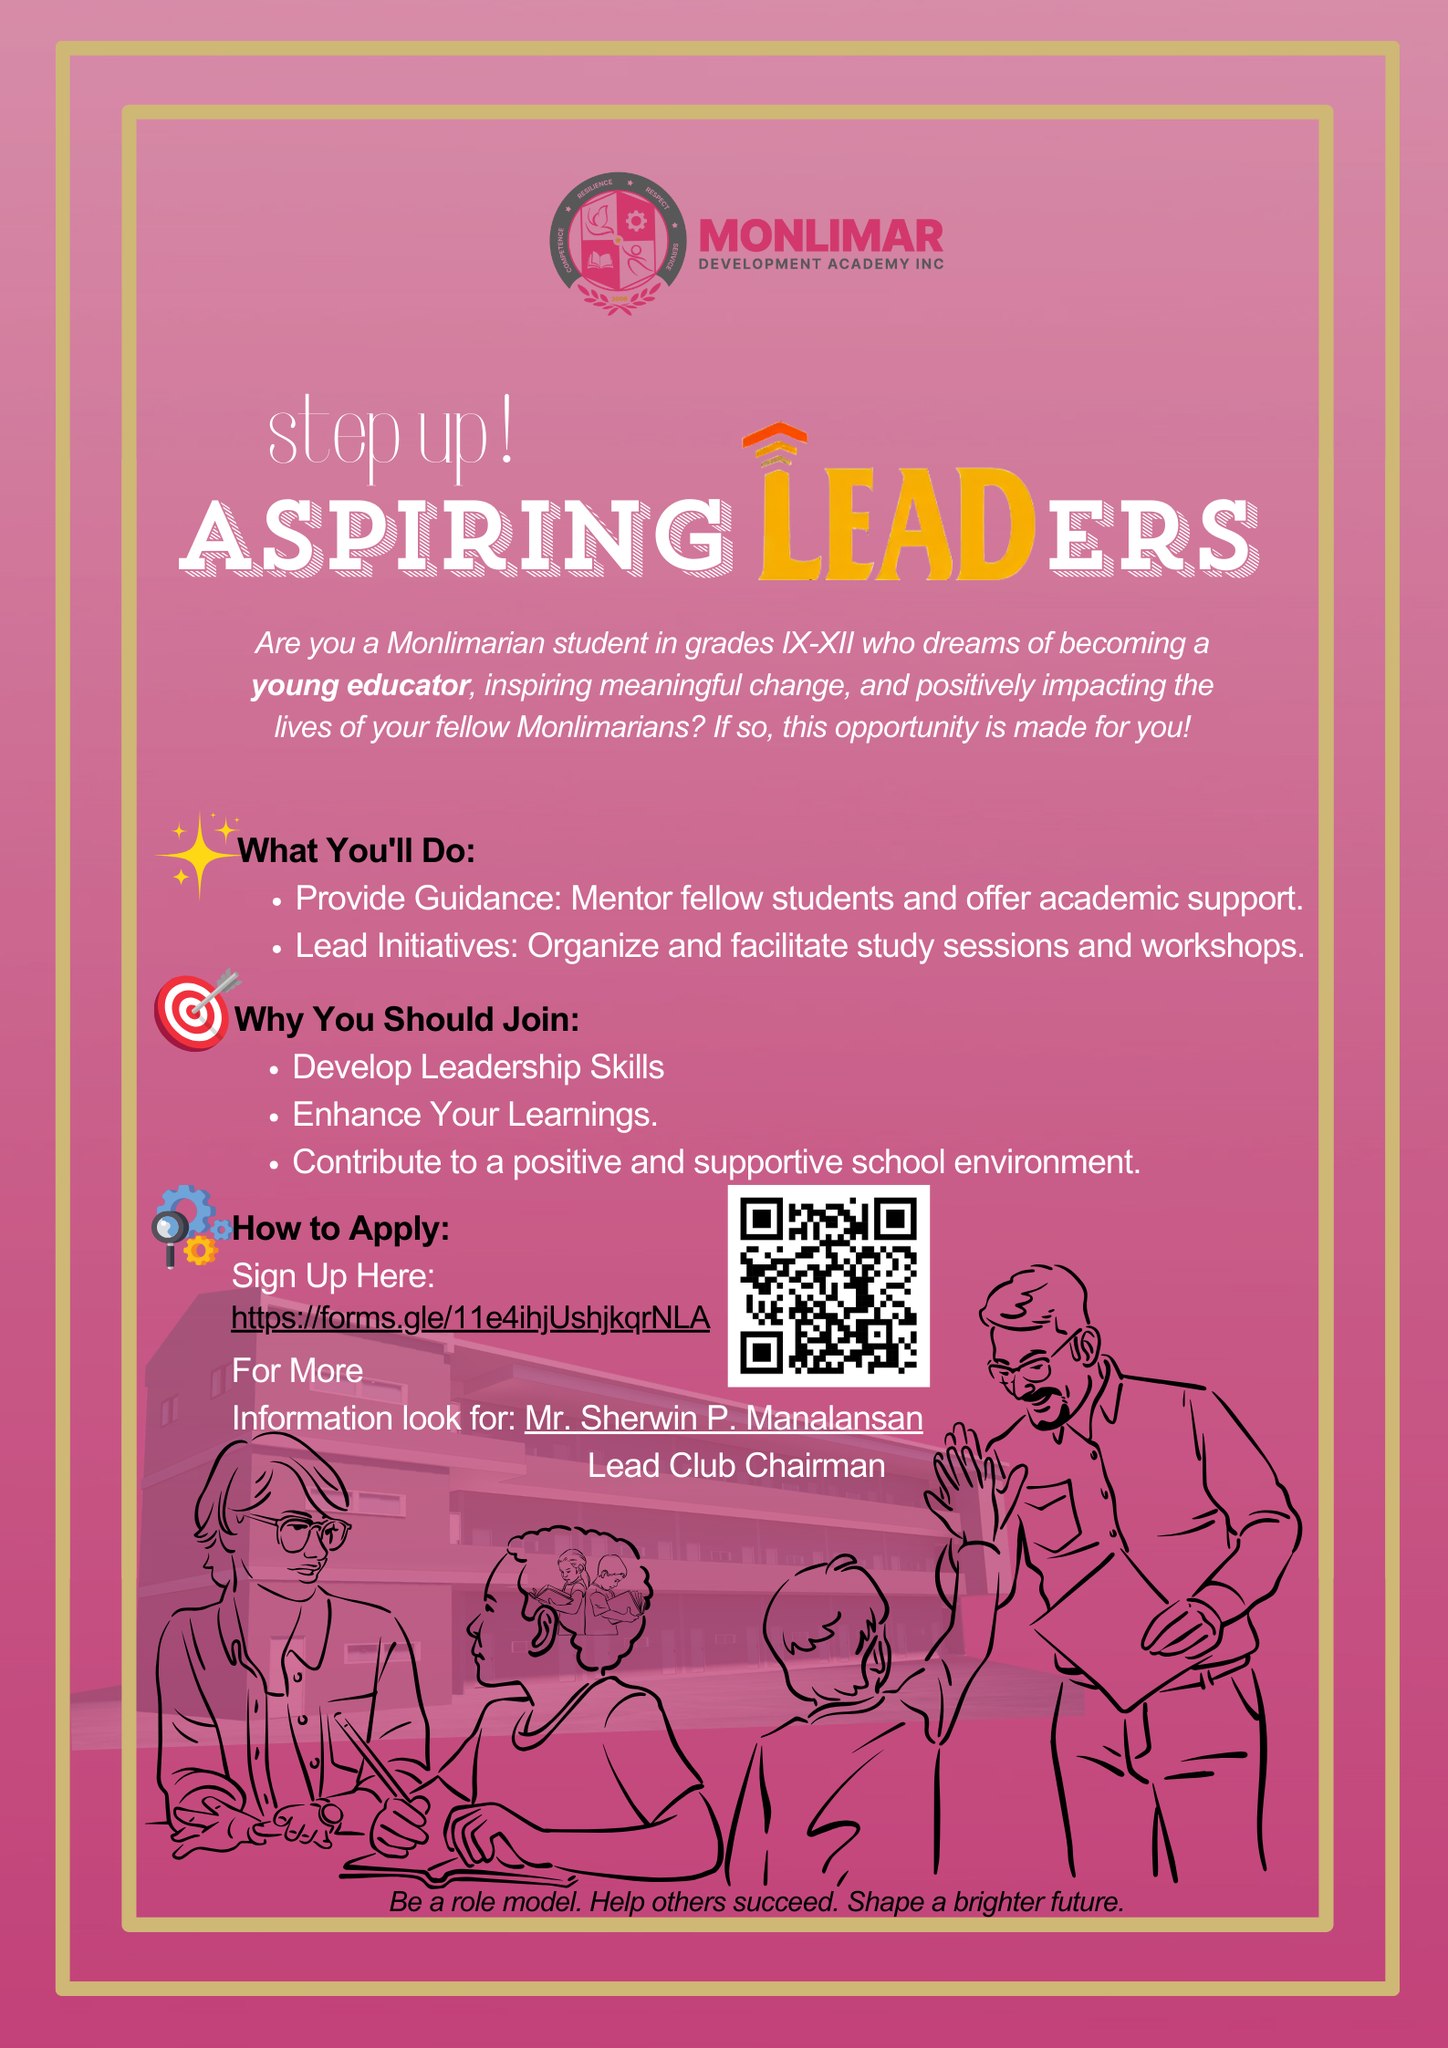 COMPETENCE ★ RESILIENCE ★ RESPECT ★ SERVICE
MONLIMAR
DEVELOPMENT ACADEMY INC
step up!
ASPIRING LEADERS
Are you a Monlimarian student in grades IX-XII who dreams of becoming a
young educator, inspiring meaningful change, and positively impacting the
lives of your fellow Monlimarians? If so, this opportunity is made for you!
What You'll Do:
• Provide Guidance: Mentor fellow students and offer academic support.
• Lead Initiatives: Organize and facilitate study sessions and workshops.
Why You Should Join:
• Develop Leadership Skills
• Enhance Your Learnings.
• Contribute to a positive and supportive school environment.
How to Apply:
Sign Up Here:
https://forms.gle/11e4ihjUshjkqrNLA
For More
Information look for: Mr. Sherwin P. Manalansan
Lead Club Chairman
Be a role model. Help others succeed. Shape a brighter future.